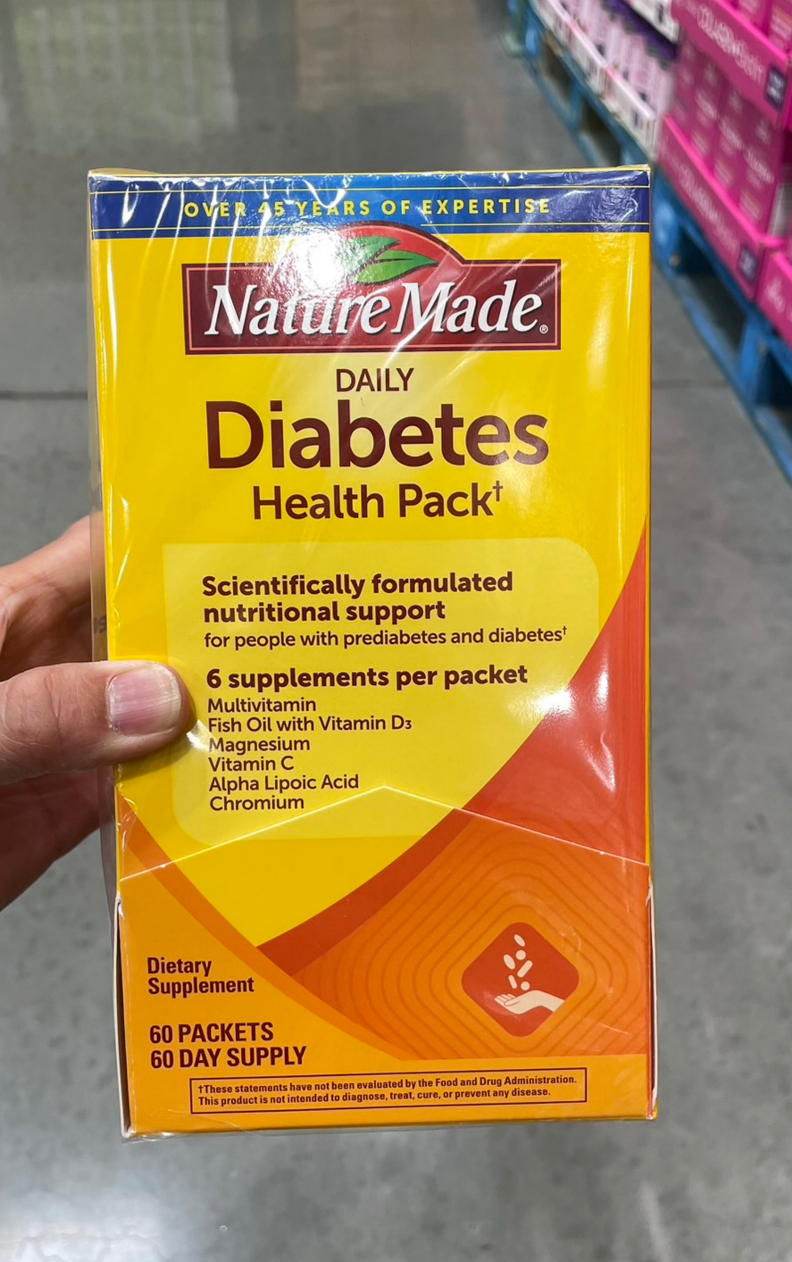 OVER 45 YEARS OF EXPERTISE
Nature Made®
DAILY
Diabetes
Health Pack†
Scientifically formulated
nutritional support
for people with prediabetes and diabetes†
6 supplements per packet
Multivitamin
Fish Oil with Vitamin D₃
Magnesium
Vitamin C
Alpha Lipoic Acid
Chromium
Dietary
Supplement
60 PACKETS
60 DAY SUPPLY
†These statements have not been evaluated by the Food and Drug Administration.
This product is not intended to diagnose, treat, cure, or prevent any disease.